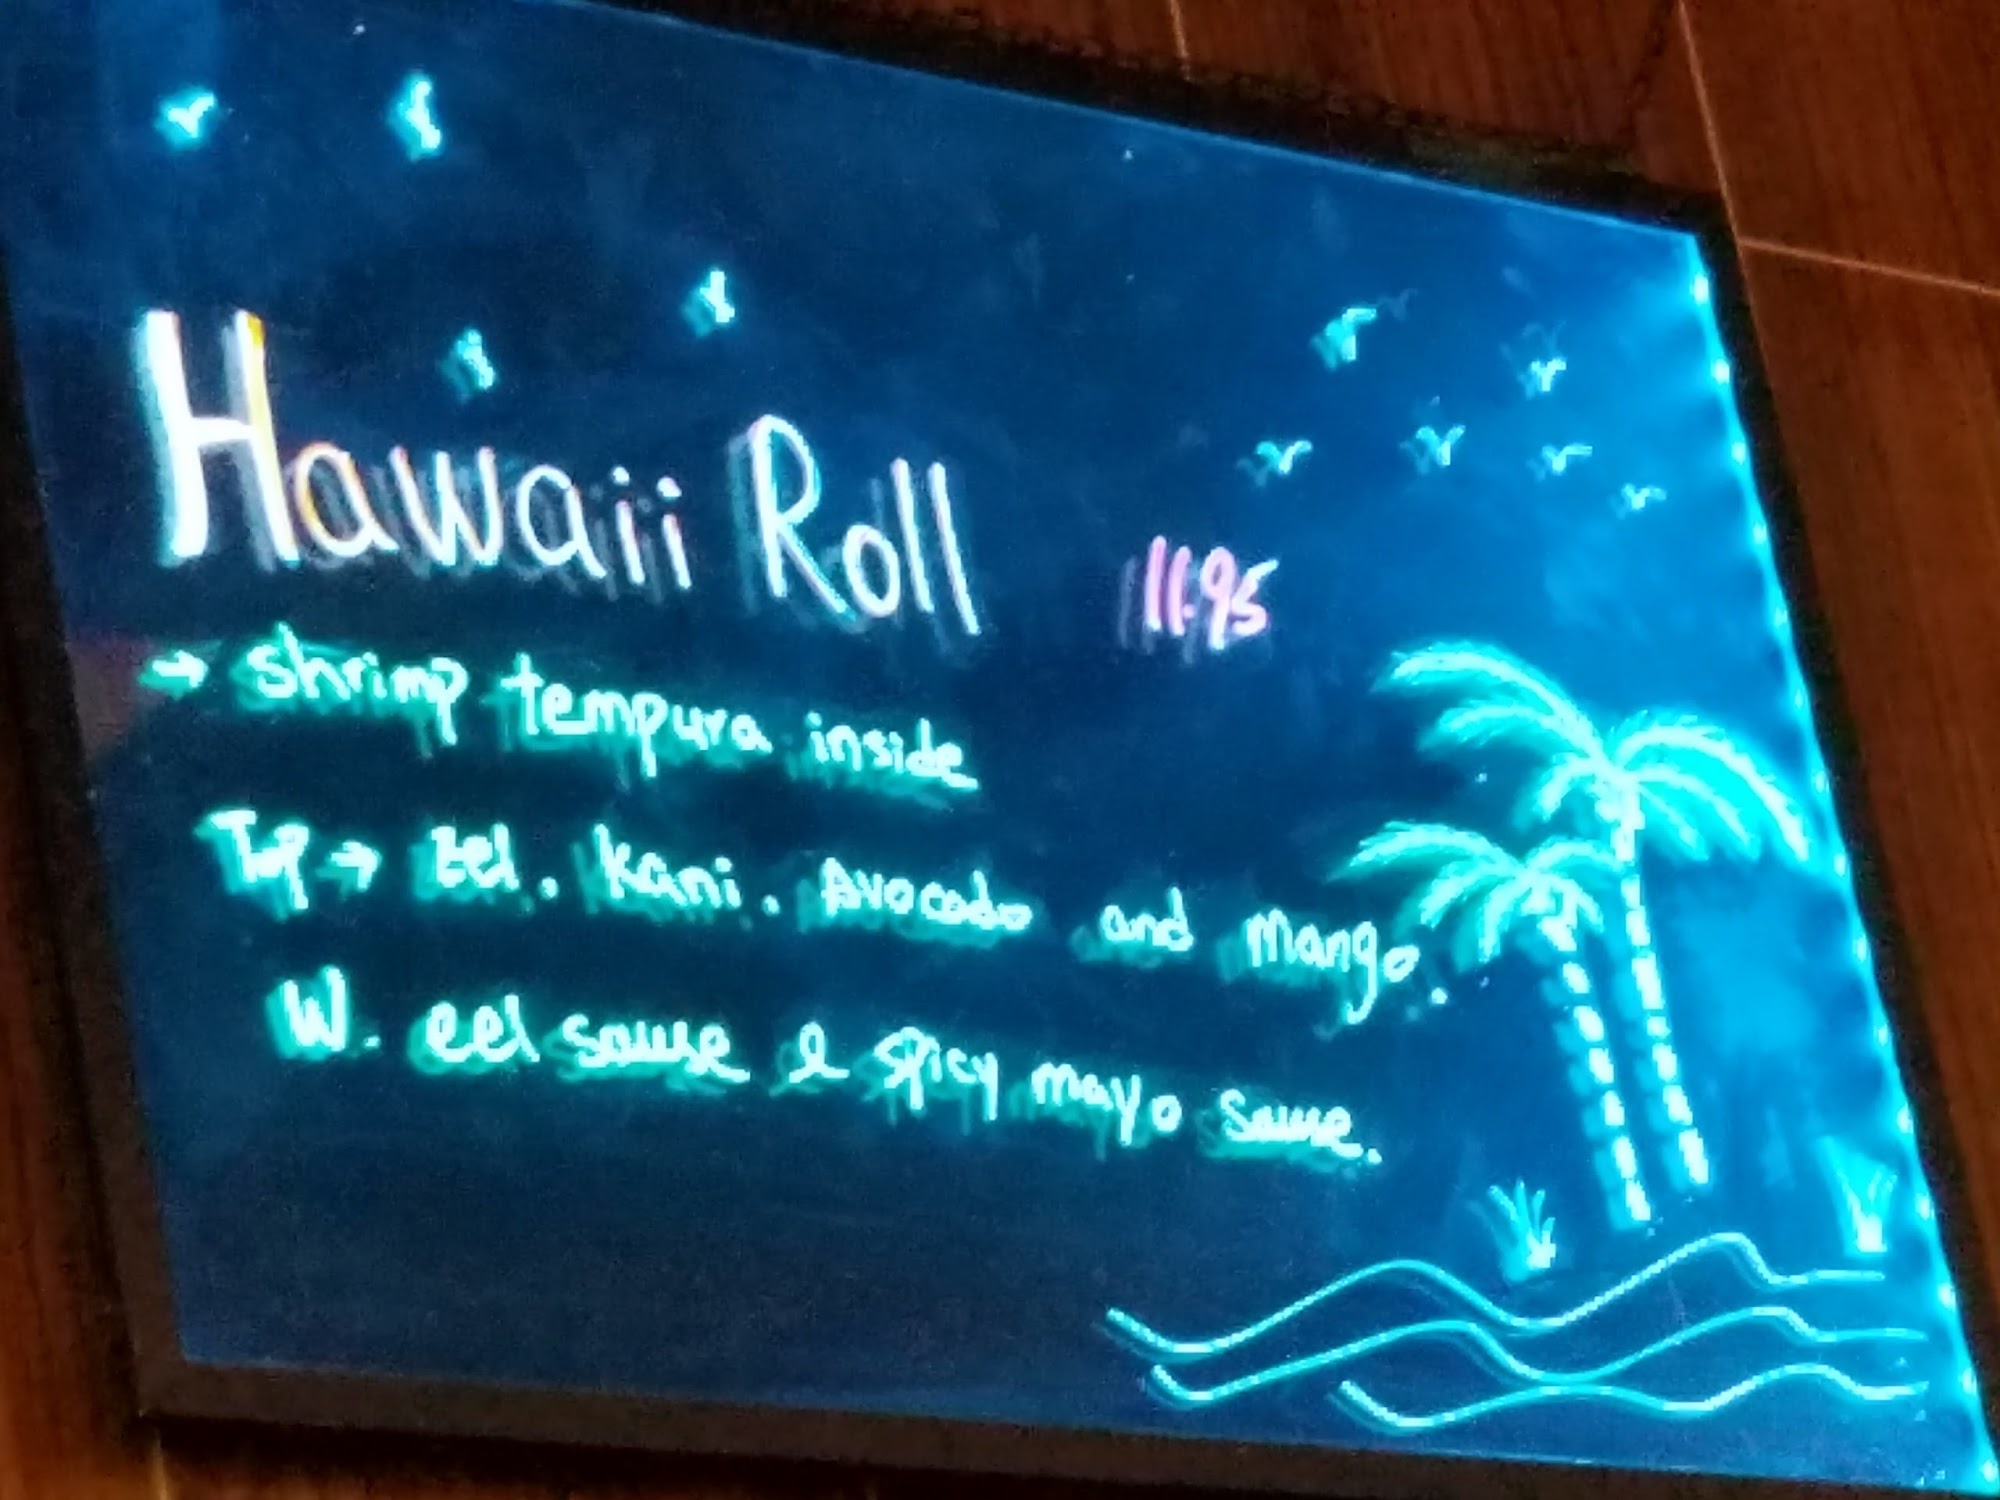 Hawaii Roll 11.95
→ shrimp tempura inside
Top → Eel. Kani. Avocado and Mango.
W. eel sause & spicy mayo sause.